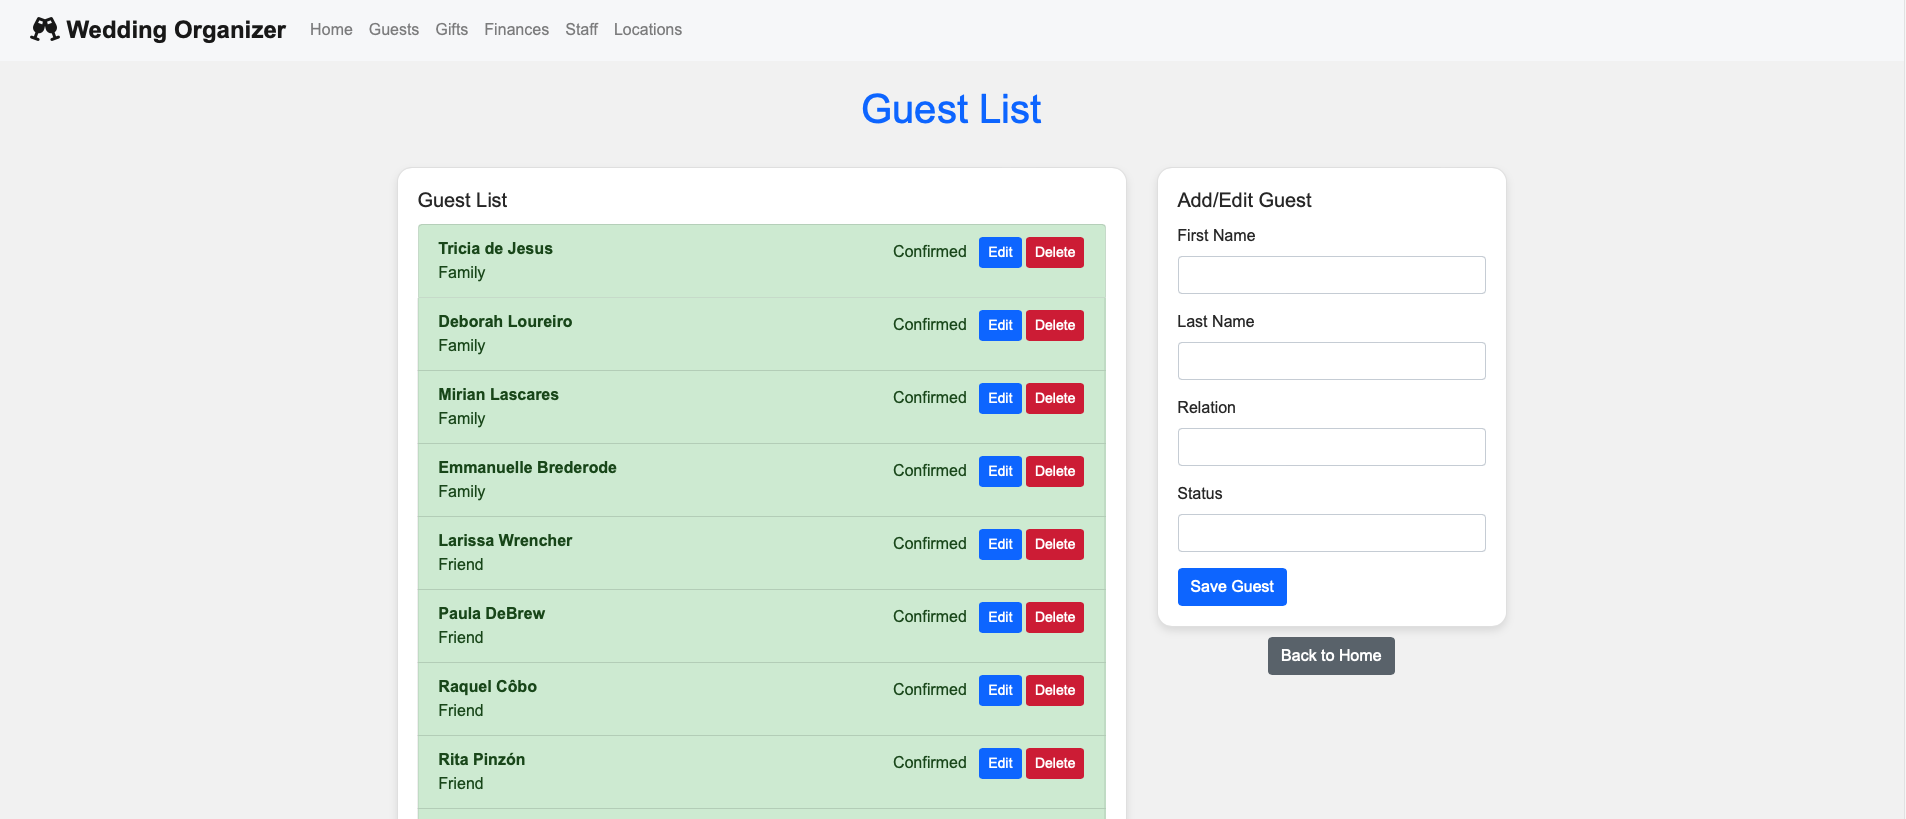 Wedding Organizer Home Guests Gifts Finances Staff Locations
Guest List
Guest List
Tricia de Jesus Confirmed Edit Delete
Family
Deborah Loureiro Confirmed Edit Delete
Family
Mirian Lascares Confirmed Edit Delete
Family
Emmanuelle Brederode Confirmed Edit Delete
Family
Larissa Wrencher Confirmed Edit Delete
Friend
Paula DeBrew Confirmed Edit Delete
Friend
Raquel Côbo Confirmed Edit Delete
Friend
Rita Pinzón Confirmed Edit Delete
Friend
Add/Edit Guest
First Name
Last Name
Relation
Status
Save Guest
Back to Home